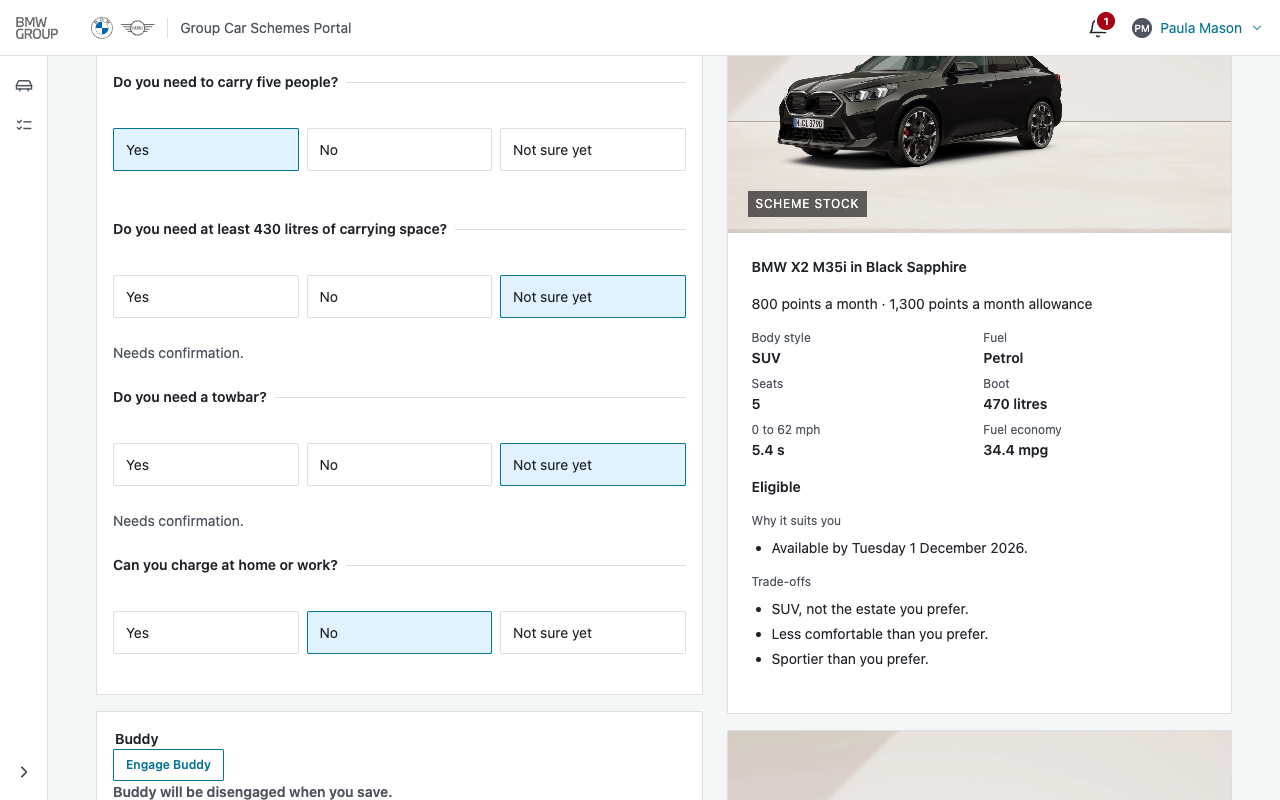 BMW
GROUP
MINI
Group Car Schemes Portal
1
PM
Paula Mason
Do you need to carry five people?
Yes
No
Not sure yet
Do you need at least 430 litres of carrying space?
Yes
No
Not sure yet
Needs confirmation.
Do you need a towbar?
Yes
No
Not sure yet
Needs confirmation.
Can you charge at home or work?
Yes
No
Not sure yet
Buddy
Engage Buddy
Buddy will be disengaged when you save.
SCHEME STOCK
BMW X2 M35i in Black Sapphire
800 points a month · 1,300 points a month allowance
Body style
SUV
Fuel
Petrol
Seats
5
Boot
470 litres
0 to 62 mph
5.4 s
Fuel economy
34.4 mpg
Eligible
Why it suits you
Available by Tuesday 1 December 2026.
Trade-offs
SUV, not the estate you prefer.
Less comfortable than you prefer.
Sportier than you prefer.